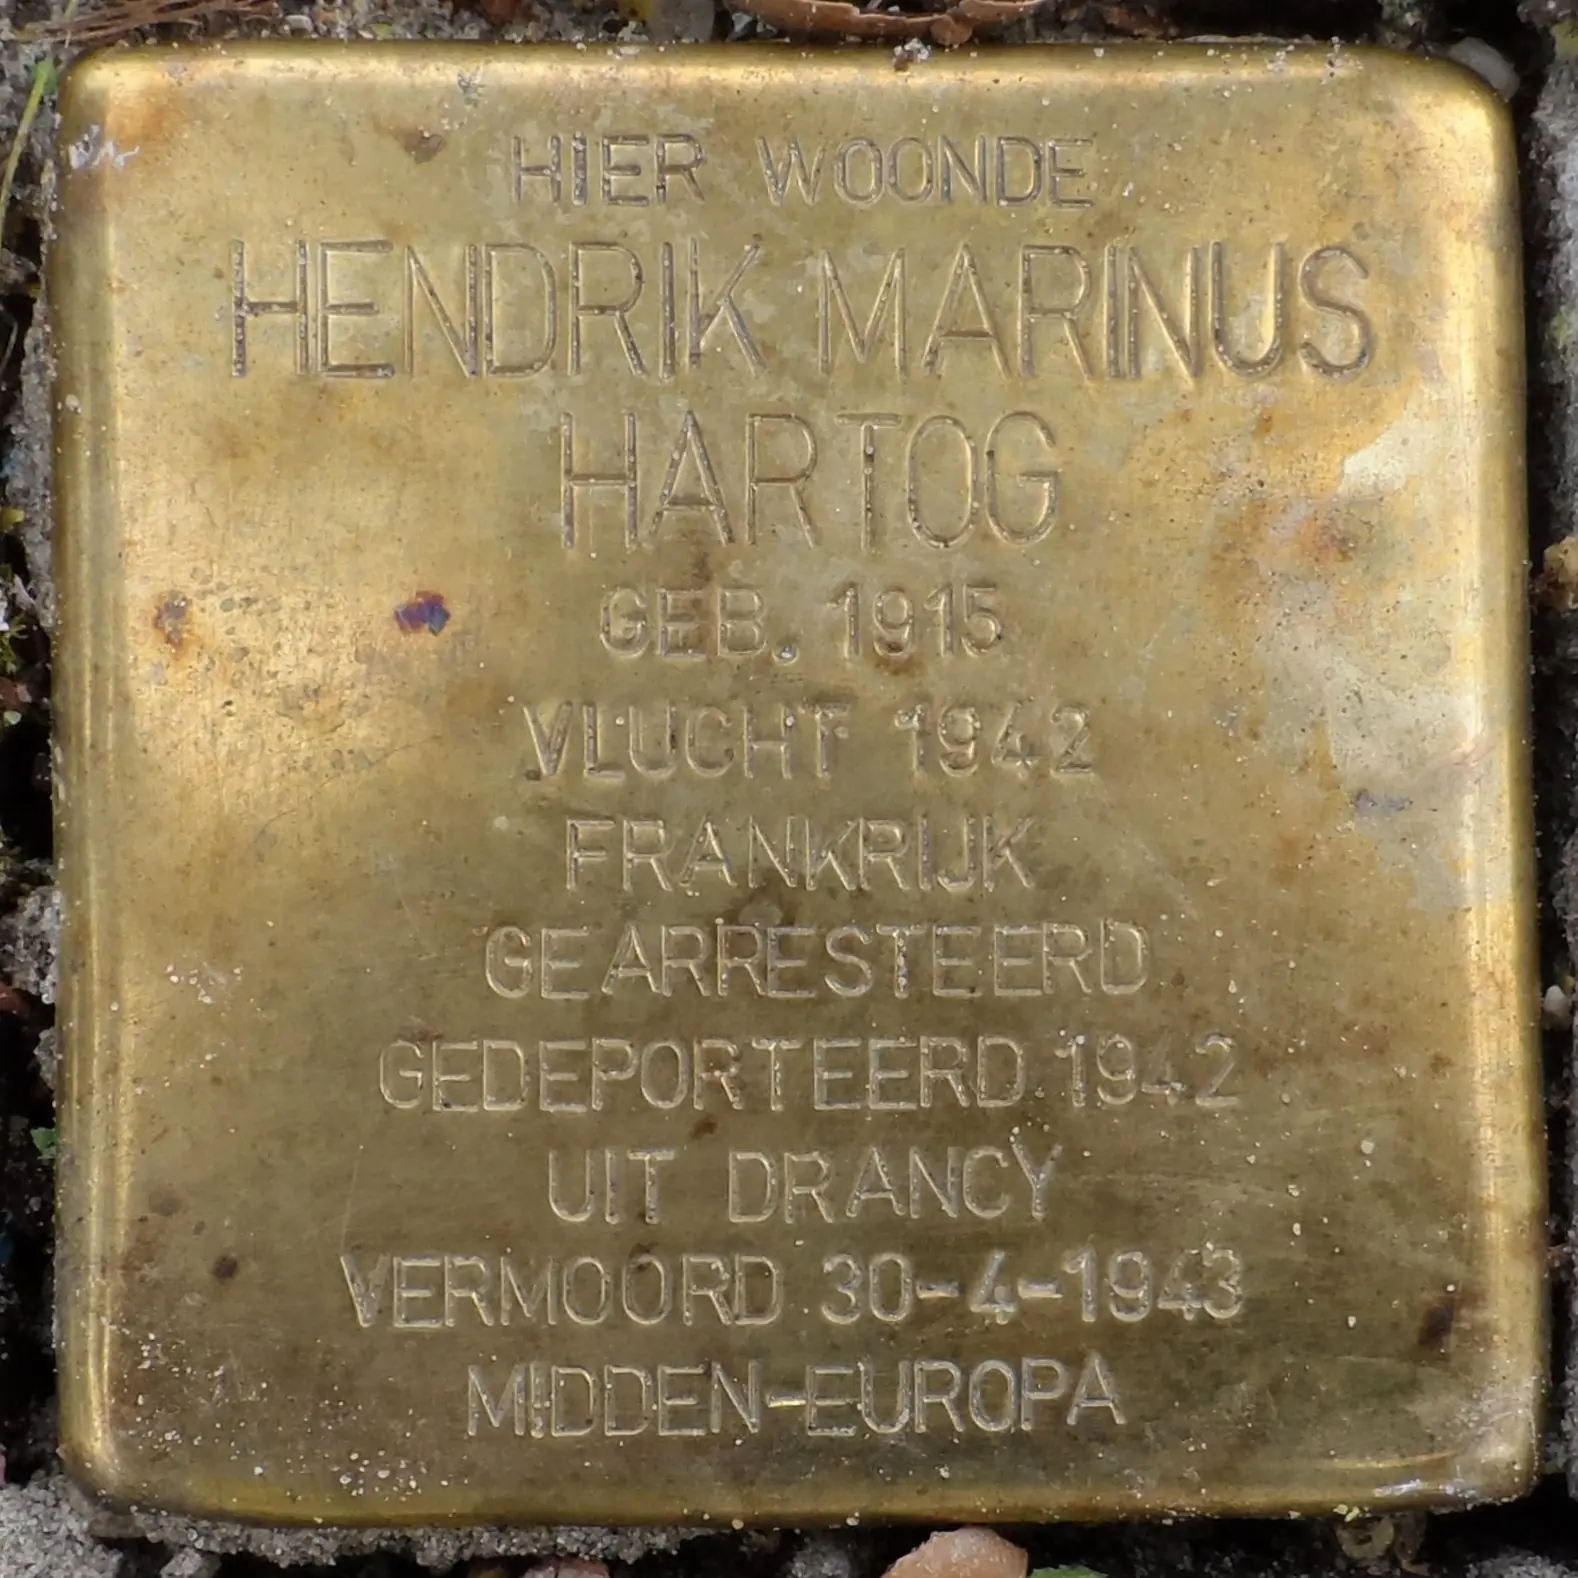 HIER WOONDE
HENDRIK MARINUS
HARTOG
GEB. 1915
VLUCHT 1942
FRANKRIJK
GEARRESTEERD
GEDEPORTEERD 1942
UIT DRANCY
VERMOORD 30-4-1943
MIDDEN-EUROPA